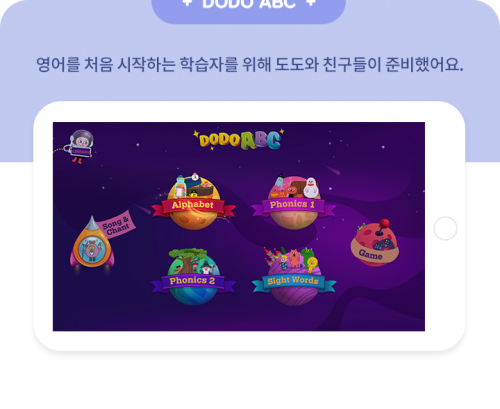 DODO ABC
영어를 처음 시작하는 학습자를 위해 도도와 친구들이 준비했어요.
DODO ABC
Alphabet
Phonics 1
Song &
Chant
Game
Phonics 2
Sight Words